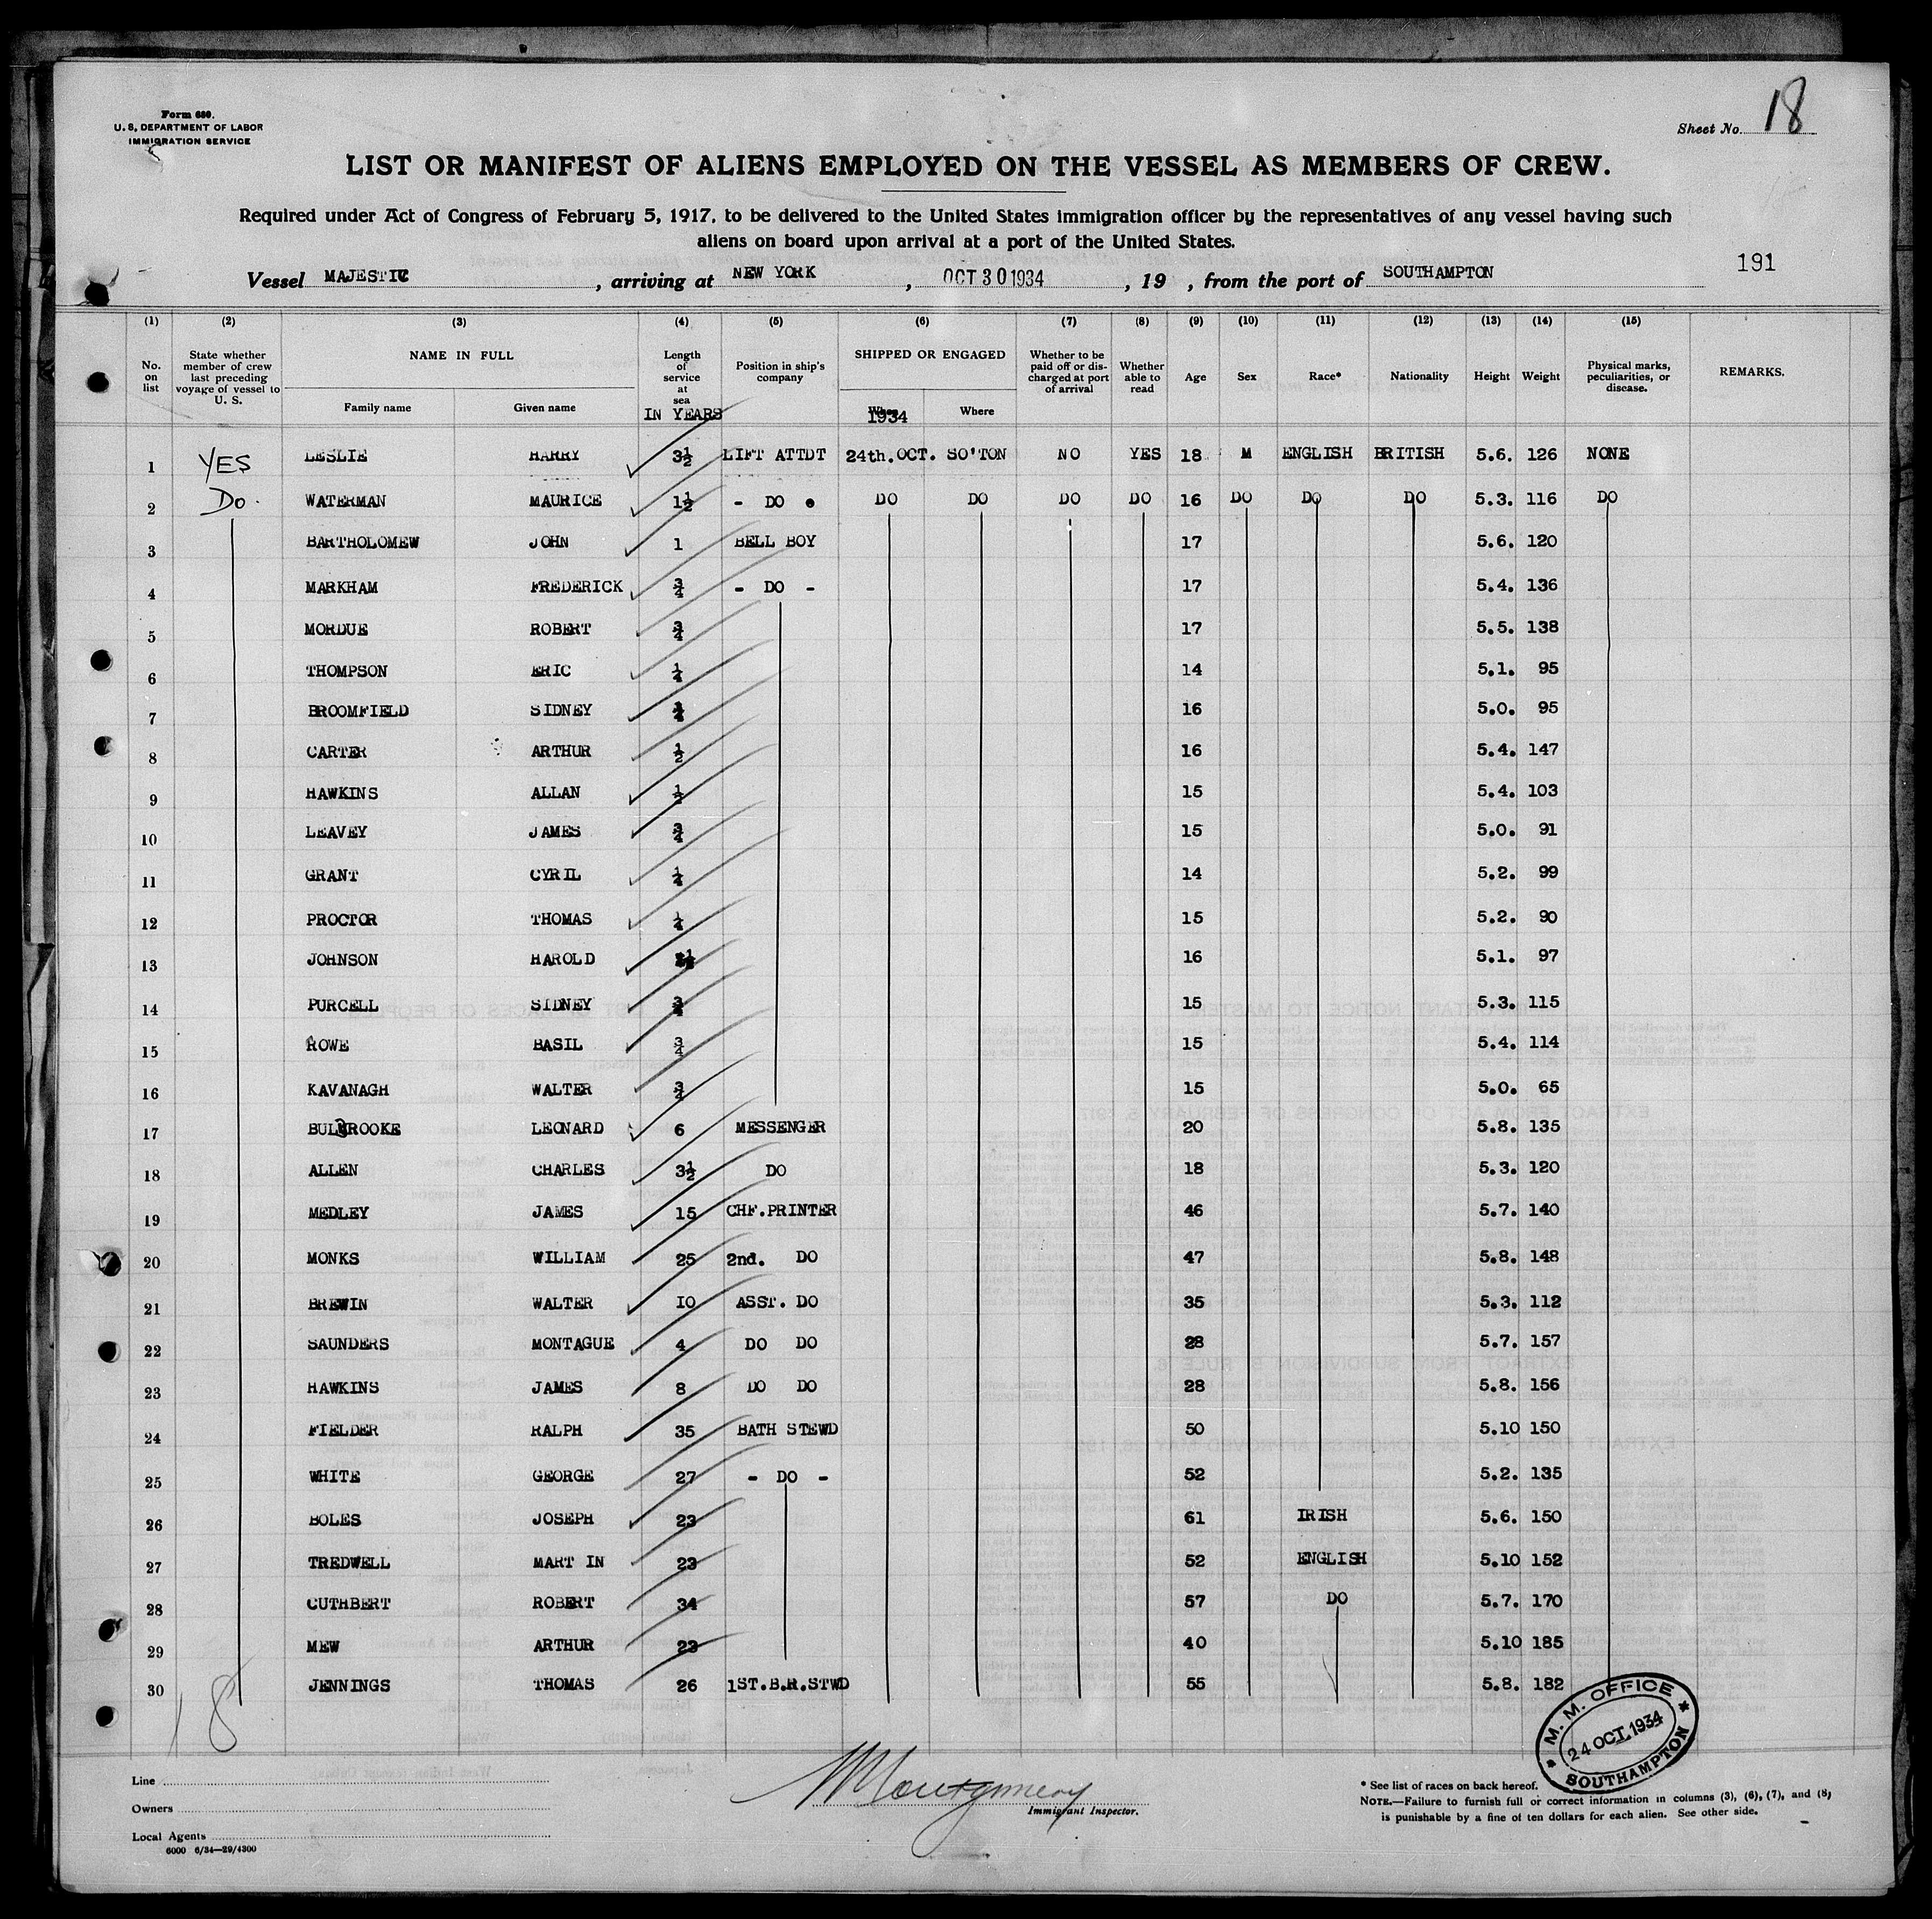 Form 680.
U. S. DEPARTMENT OF LABOR
IMMIGRATION SERVICE
Sheet No. 18
LIST OR MANIFEST OF ALIENS EMPLOYED ON THE VESSEL AS MEMBERS OF CREW.
Required under Act of Congress of February 5, 1917, to be delivered to the United States immigration officer by the representatives of any vessel having such
aliens on board upon arrival at a port of the United States.
191
Vessel MAJESTIC, arriving at NEW YORK, OCT 30 1934, 19 , from the port of SOUTHAMPTON
(1) (2) (3) (4) (5) (6) (7) (8) (9) (10) (11) (12) (13) (14) (15)
No. on list | State whether member of crew last preceding voyage of vessel to U. S. | NAME IN FULL Family name Given name | Length of service at sea IN YEARS | Position in ship's company | SHIPPED OR ENGAGED When 1934 Where | Whether to be paid off or discharged at port of arrival | Whether able to read | Age | Sex | Race* | Nationality | Height | Weight | Physical marks, peculiarities, or disease. | REMARKS.
1 YES LESLIE HARRY 3½ LIFT ATTDT 24th.OCT. SO'TON NO YES 18 M ENGLISH BRITISH 5.6. 126 NONE
2 Do. WATERMAN MAURICE 1½ - DO - DO DO DO DO 16 DO DO DO 5.3. 116 DO
3 BARTHOLOMEW JOHN 1 BELL BOY 17 5.6. 120
4 MARKHAM FREDERICK ¾ - DO - 17 5.4. 136
5 MORDUE ROBERT ¾ 17 5.5. 138
6 THOMPSON ERIC ¼ 14 5.1. 95
7 BROOMFIELD SIDNEY 16 5.0. 95
8 CARTER ARTHUR ½ 16 5.4. 147
9 HAWKINS ALLAN ½ 15 5.4. 103
10 LEAVEY JAMES ¾ 15 5.0. 91
11 GRANT CYRIL ¼ 14 5.2. 99
12 PROCTOR THOMAS ¼ 15 5.2. 90
13 JOHNSON HAROLD 16 5.1. 97
14 PURCELL SIDNEY ¾ 15 5.3. 115
15 ROWE BASIL ¾ 15 5.4. 114
16 KAVANAGH WALTER ¾ 15 5.0. 65
17 BULBROOKE LEONARD 6 MESSENGER 20 5.8. 135
18 ALLEN CHARLES 3½ DO 18 5.3. 120
19 MEDLEY JAMES 15 CHF.PRINTER 46 5.7. 140
20 MONKS WILLIAM 25 2nd. DO 47 5.8. 148
21 BREWIN WALTER 10 ASST. DO 35 5.3. 112
22 SAUNDERS MONTAGUE 4 DO DO 28 5.7. 157
23 HAWKINS JAMES 8 DO DO 28 5.8. 156
24 FIELDER RALPH 35 BATH STEWD 50 5.10 150
25 WHITE GEORGE 27 - DO - 52 5.2. 135
26 BOLES JOSEPH 23 61 IRISH 5.6. 150
27 TREDWELL MART IN 23 52 ENGLISH 5.10 152
28 CUTHBERT ROBERT 34 57 DO 5.7. 170
29 MEW ARTHUR 23 40 5.10 185
30 JENNINGS THOMAS 26 1ST.B.R.STWD 55 5.8. 182
18
M. M. OFFICE
24 OCT. 1934
SOUTHAMPTON
Montgomery
Immigrant Inspector.
Line
Owners
Local Agents
6000 6/34—29/4300
* See list of races on back hereof.
NOTE.—Failure to furnish full or correct information in columns (3), (6), (7), and (8)
is punishable by a fine of ten dollars for each alien. See other side.